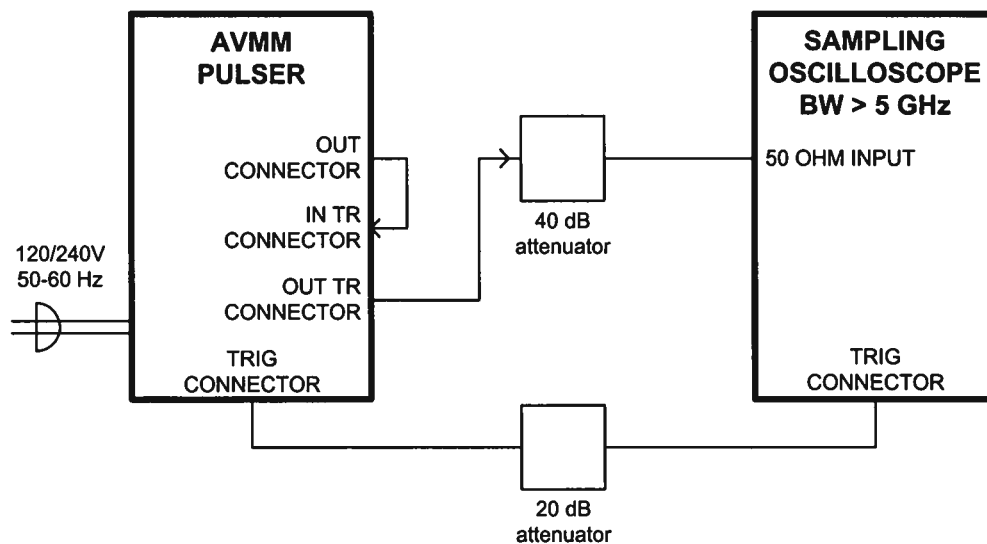 AVMM
PULSER
OUT
CONNECTOR
IN TR
CONNECTOR
OUT TR
CONNECTOR
TRIG
CONNECTOR
120/240V
50-60 Hz
40 dB
attenuator
20 dB
attenuator
SAMPLING
OSCILLOSCOPE
BW > 5 GHz
50 OHM INPUT
TRIG
CONNECTOR